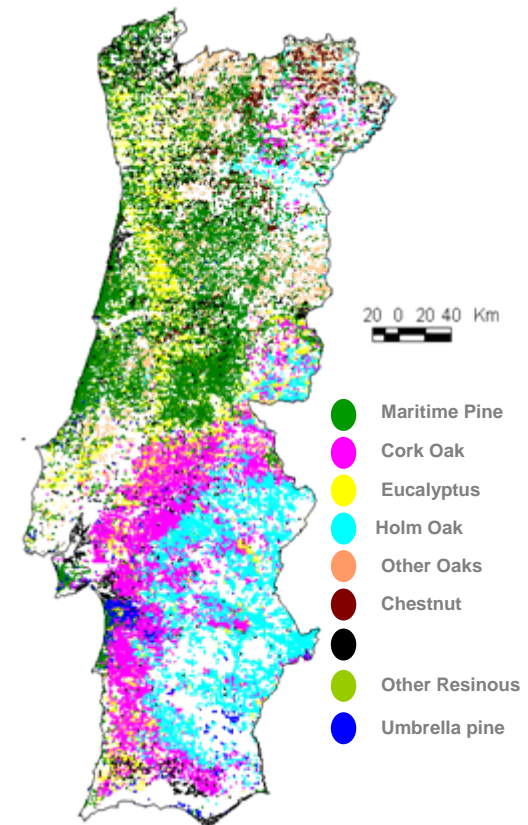 20 0 20 40 Km
Maritime Pine
Cork Oak
Eucalyptus
Holm Oak
Other Oaks
Chestnut
Other Resinous
Umbrella pine